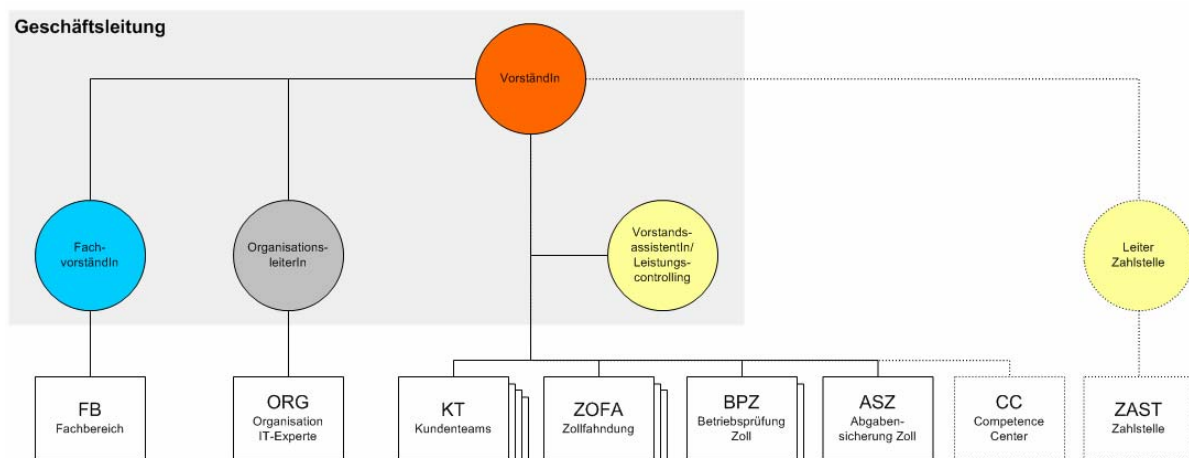 Geschäftsleitung
VorständIn
Fach-
vorständIn
Organisations-
leiterIn
Vorstands-
assistentIn/
Leistungs-
controlling
Leiter
Zahlstelle
FB
Fachbereich
ORG
Organisation
IT-Experte
KT
Kundenteams
ZOFA
Zollfahndung
BPZ
Betriebsprüfung
Zoll
ASZ
Abgaben-
sicherung Zoll
CC
Competence
Center
ZAST
Zahlstelle